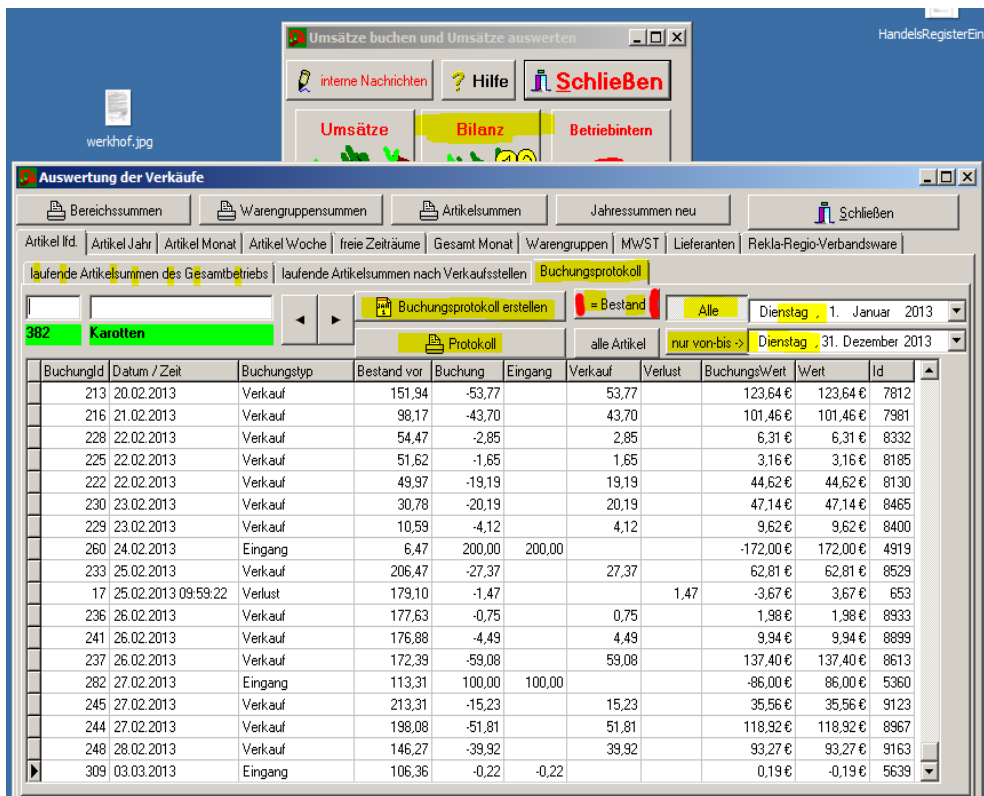 HandelsRegisterEin
Umsätze buchen und Umsätze auswerten
interne Nachrichten ? Hilfe Schließen
werkhof.jpg
Umsätze Bilanz Betriebintern
Auswertung der Verkäufe
Bereichssummen Warengruppensummen Artikelsummen Jahressummen neu Schließen
Artikel lfd. Artikel Jahr Artikel Monat Artikel Woche freie Zeiträume Gesamt Monat Warengruppen MWST Lieferanten Rekla-Regio-Verbandsware
laufende Artikelsummen des Gesamtbetriebs laufende Artikelsummen nach Verkaufsstellen Buchungsprotokoll
Buchungsprotokoll erstellen = Bestand Alle Dienstag , 1. Januar 2013
382 Karotten Protokoll alle Artikel nur von-bis -> Dienstag , 31. Dezember 2013
BuchungId Datum / Zeit Buchungstyp Bestand vor Buchung Eingang Verkauf Verlust BuchungsWert Wert Id
213 20.02.2013 Verkauf 151,94 -53,77 53,77 123,64 € 123,64 € 7812
216 21.02.2013 Verkauf 98,17 -43,70 43,70 101,46 € 101,46 € 7981
228 22.02.2013 Verkauf 54,47 -2,85 2,85 6,31 € 6,31 € 8332
225 22.02.2013 Verkauf 51,62 -1,65 1,65 3,16 € 3,16 € 8185
222 22.02.2013 Verkauf 49,97 -19,19 19,19 44,62 € 44,62 € 8130
230 23.02.2013 Verkauf 30,78 -20,19 20,19 47,14 € 47,14 € 8465
229 23.02.2013 Verkauf 10,59 -4,12 4,12 9,62 € 9,62 € 8400
260 24.02.2013 Eingang 6,47 200,00 200,00 -172,00 € 172,00 € 4919
233 25.02.2013 Verkauf 206,47 -27,37 27,37 62,81 € 62,81 € 8529
17 25.02.2013 09:59:22 Verlust 179,10 -1,47 1,47 -3,67 € 3,67 € 653
236 26.02.2013 Verkauf 177,63 -0,75 0,75 1,98 € 1,98 € 8933
241 26.02.2013 Verkauf 176,88 -4,49 4,49 9,94 € 9,94 € 8899
237 26.02.2013 Verkauf 172,39 -59,08 59,08 137,40 € 137,40 € 8613
282 27.02.2013 Eingang 113,31 100,00 100,00 -86,00 € 86,00 € 5360
245 27.02.2013 Verkauf 213,31 -15,23 15,23 35,56 € 35,56 € 9123
244 27.02.2013 Verkauf 198,08 -51,81 51,81 118,92 € 118,92 € 8967
248 28.02.2013 Verkauf 146,27 -39,92 39,92 93,27 € 93,27 € 9163
309 03.03.2013 Eingang 106,36 -0,22 -0,22 0,19 € -0,19 € 5639